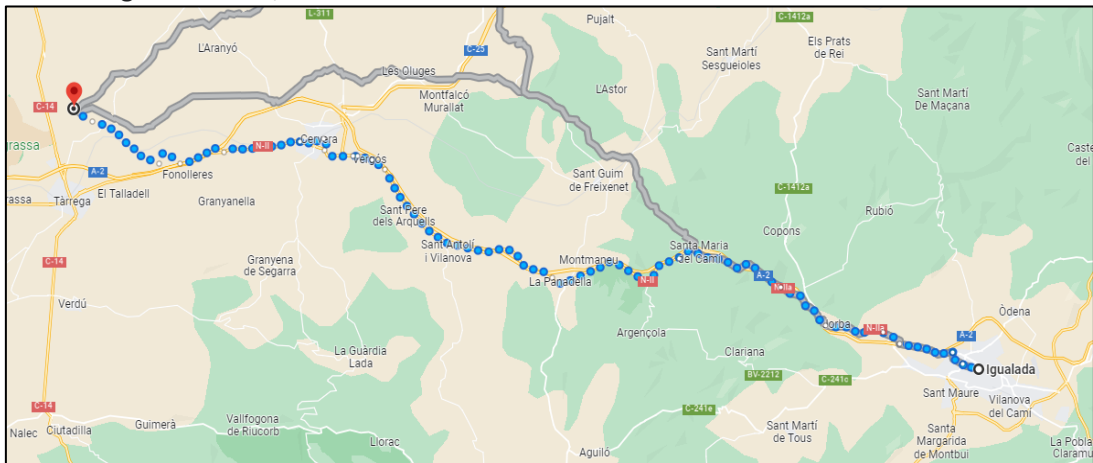 L-311
C-1412a
Pujalt
L'Aranyó
C-25
Sant Martí
Sesgueioles
Els Prats
de Rei
Les Oluges
L'Astor
Montfalcó
Murallat
Sant Martí
De Maçana
C-14
Cervera
N-II
Vergós
A-2
Fonolleres
El Talladell
Tàrrega
Granyanella
Sant Guim
de Freixenet
C-1412a
Rubió
Sant Pere
dels Arquells
Copons
Sant Antolí
i Vilanova
Santa Maria
del Camí
C-14
Granyena
de Segarra
Montmaneu
La Panadella
N-II
A-2
N-IIa
Verdú
Òdena
Argençola
Jorba
N-IIa
A-2
La Guàrdia
Lada
Clariana
Igualada
BV-2212
C-241c
Sant Maure
Vilanova
del Camí
C-14
Nalec
Ciutadilla
Guimerà
Vallfogona
de Riucorb
Llorac
C-241e
Aguiló
Sant Martí
de Tous
Santa
Margarida
de Montbui
La Pobla